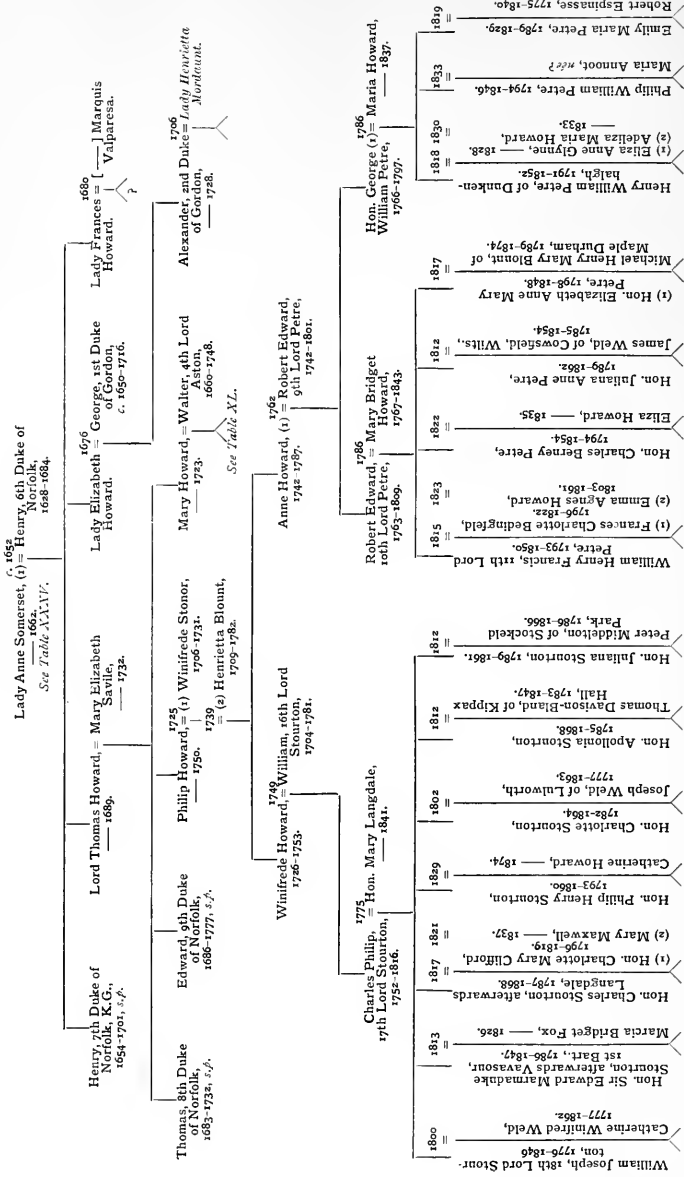 c. 1652
Lady Anne Somerset, (1) = Henry, 6th Duke of
—— 1662. Norfolk,
1628-1684.
See Table XXXV.
Henry, 7th Duke of
Norfolk, K.G.,
1654-1701, s.p.
Lord Thomas Howard, = Mary Elizabeth
—— 1689. Savile,
—— 1732.
1676
Lady Elizabeth = George, 1st Duke
Howard. of Gordon,
c. 1650-1716.
1680
Lady Frances = [——] Marquis
Howard. Valparesa.
?
Thomas, 8th Duke
of Norfolk,
1683-1732, s.p.
Edward, 9th Duke
of Norfolk,
1686-1777, s.p.
1725
Philip Howard, = (1) Winifrede Stonor,
—— 1750. 1706-1731.
1739
= (2) Henrietta Blount,
1709-1782.
Mary Howard, = Walter, 4th Lord
—— 1723. Aston,
1660-1748.
See Table XL.
1706
Alexander, 2nd Duke = Lady Henrietta
of Gordon, Mordaunt.
—— 1728.
1749
Winifrede Howard, = William, 16th Lord
1726-1753. Stourton,
1704-1781.
1762
Anne Howard, (1) = Robert Edward,
1742-1787. 9th Lord Petre,
1742-1801.
1775
Charles Philip, = Hon. Mary Langdale,
17th Lord Stourton, —— 1841.
1752-1816.
1786
Robert Edward, = Mary Bridget
10th Lord Petre, Howard,
1763-1809. 1767-1843.
1786
Hon. George (1) = Maria Howard,
William Petre, —— 1837.
1766-1797.
William Joseph, 18th Lord Stour-
ton, 1776-1846
1800 =
Catherine Winifred Weld,
—— 1777-1862.
Hon. Sir Edward Marmaduke
Stourton, afterwards Vavasour,
1st Bart., 1786-1847.
1813 =
Marcia Bridget Fox, —— 1826.
Hon. Charles Stourton, afterwards
Langdale, 1787-1868.
1817 1821
(1) Hon. Charlotte Mary Clifford,
1796-1819.
(2) Mary Maxwell, —— 1837.
Hon. Philip Henry Stourton,
1793-1860.
1829 =
Catherine Howard, —— 1874.
Hon. Charlotte Stourton,
1782-1864.
1802 =
Joseph Weld, of Lulworth,
1777-1863.
Hon. Apollonia Stourton,
1785-1868.
1812 =
Thomas Davison-Bland, of Kippax
Hall, 1783-1847.
Hon. Juliana Stourton, 1789-1861.
1812 =
Peter Middelton, of Stockeld
Park, 1786-1866.
William Henry Francis, 11th Lord
Petre, 1793-1850.
1815 1823
(1) Frances Charlotte Bedingfeld,
1796-1822.
(2) Emma Agnes Howard,
1803-1861.
Hon. Charles Berney Petre,
1794-1854.
1822 =
Eliza Howard, —— 1835.
Hon. Juliana Anne Petre,
1789-1862.
1812 =
James Weld, of Cowsfield, Wilts.,
1785-1854.
(1) Hon. Elizabeth Anne Mary
Petre, 1798-1848.
1817 =
Michael Henry Mary Blount, of
Maple Durham, 1789-1874.
Henry William Petre, of Dunken-
halgh, 1791-1852.
1818 1830
(1) Eliza Anne Glynne, —— 1828.
(2) Adeliza Maria Howard,
—— 1833.
Philip William Petre, 1794-1846.
1833 =
Maria Annoot, née?
Emily Maria Petre, 1789-1829.
1819 =
Robert Espinasse, 1775-1840.